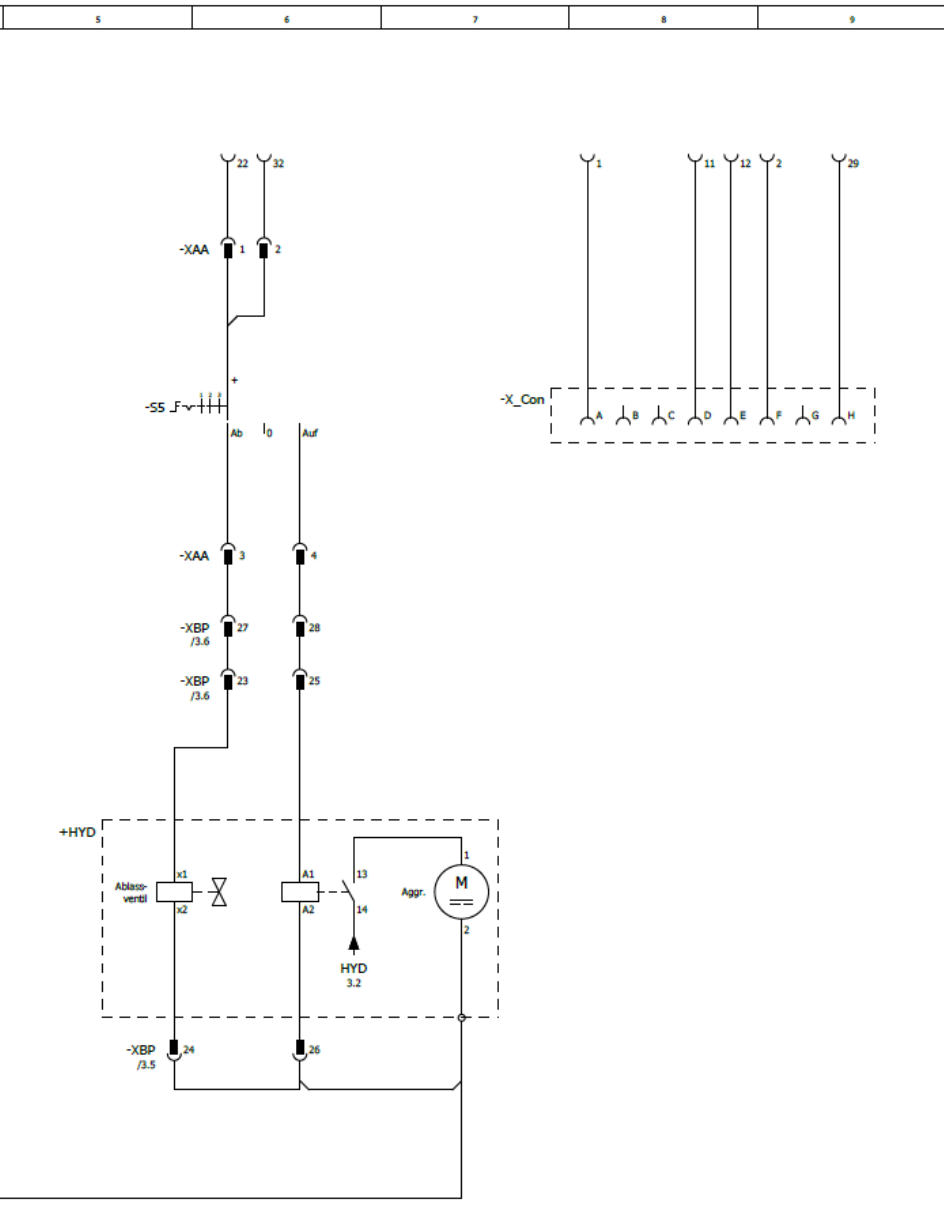 5 6 7 8 9
22 32 1 11 12 2 29
-XAA 1 2
+
1 2 3
-S5
-X_Con A B C D E F G H
Ab 0 Auf
-XAA 3 4
-XBP 27 28
/3.6
-XBP 23 25
/3.6
+HYD
1
x1 A1 13
Ablass-
ventil
Aggr. M
x2 A2 14
2
HYD
3.2
-XBP 24 26
/3.5